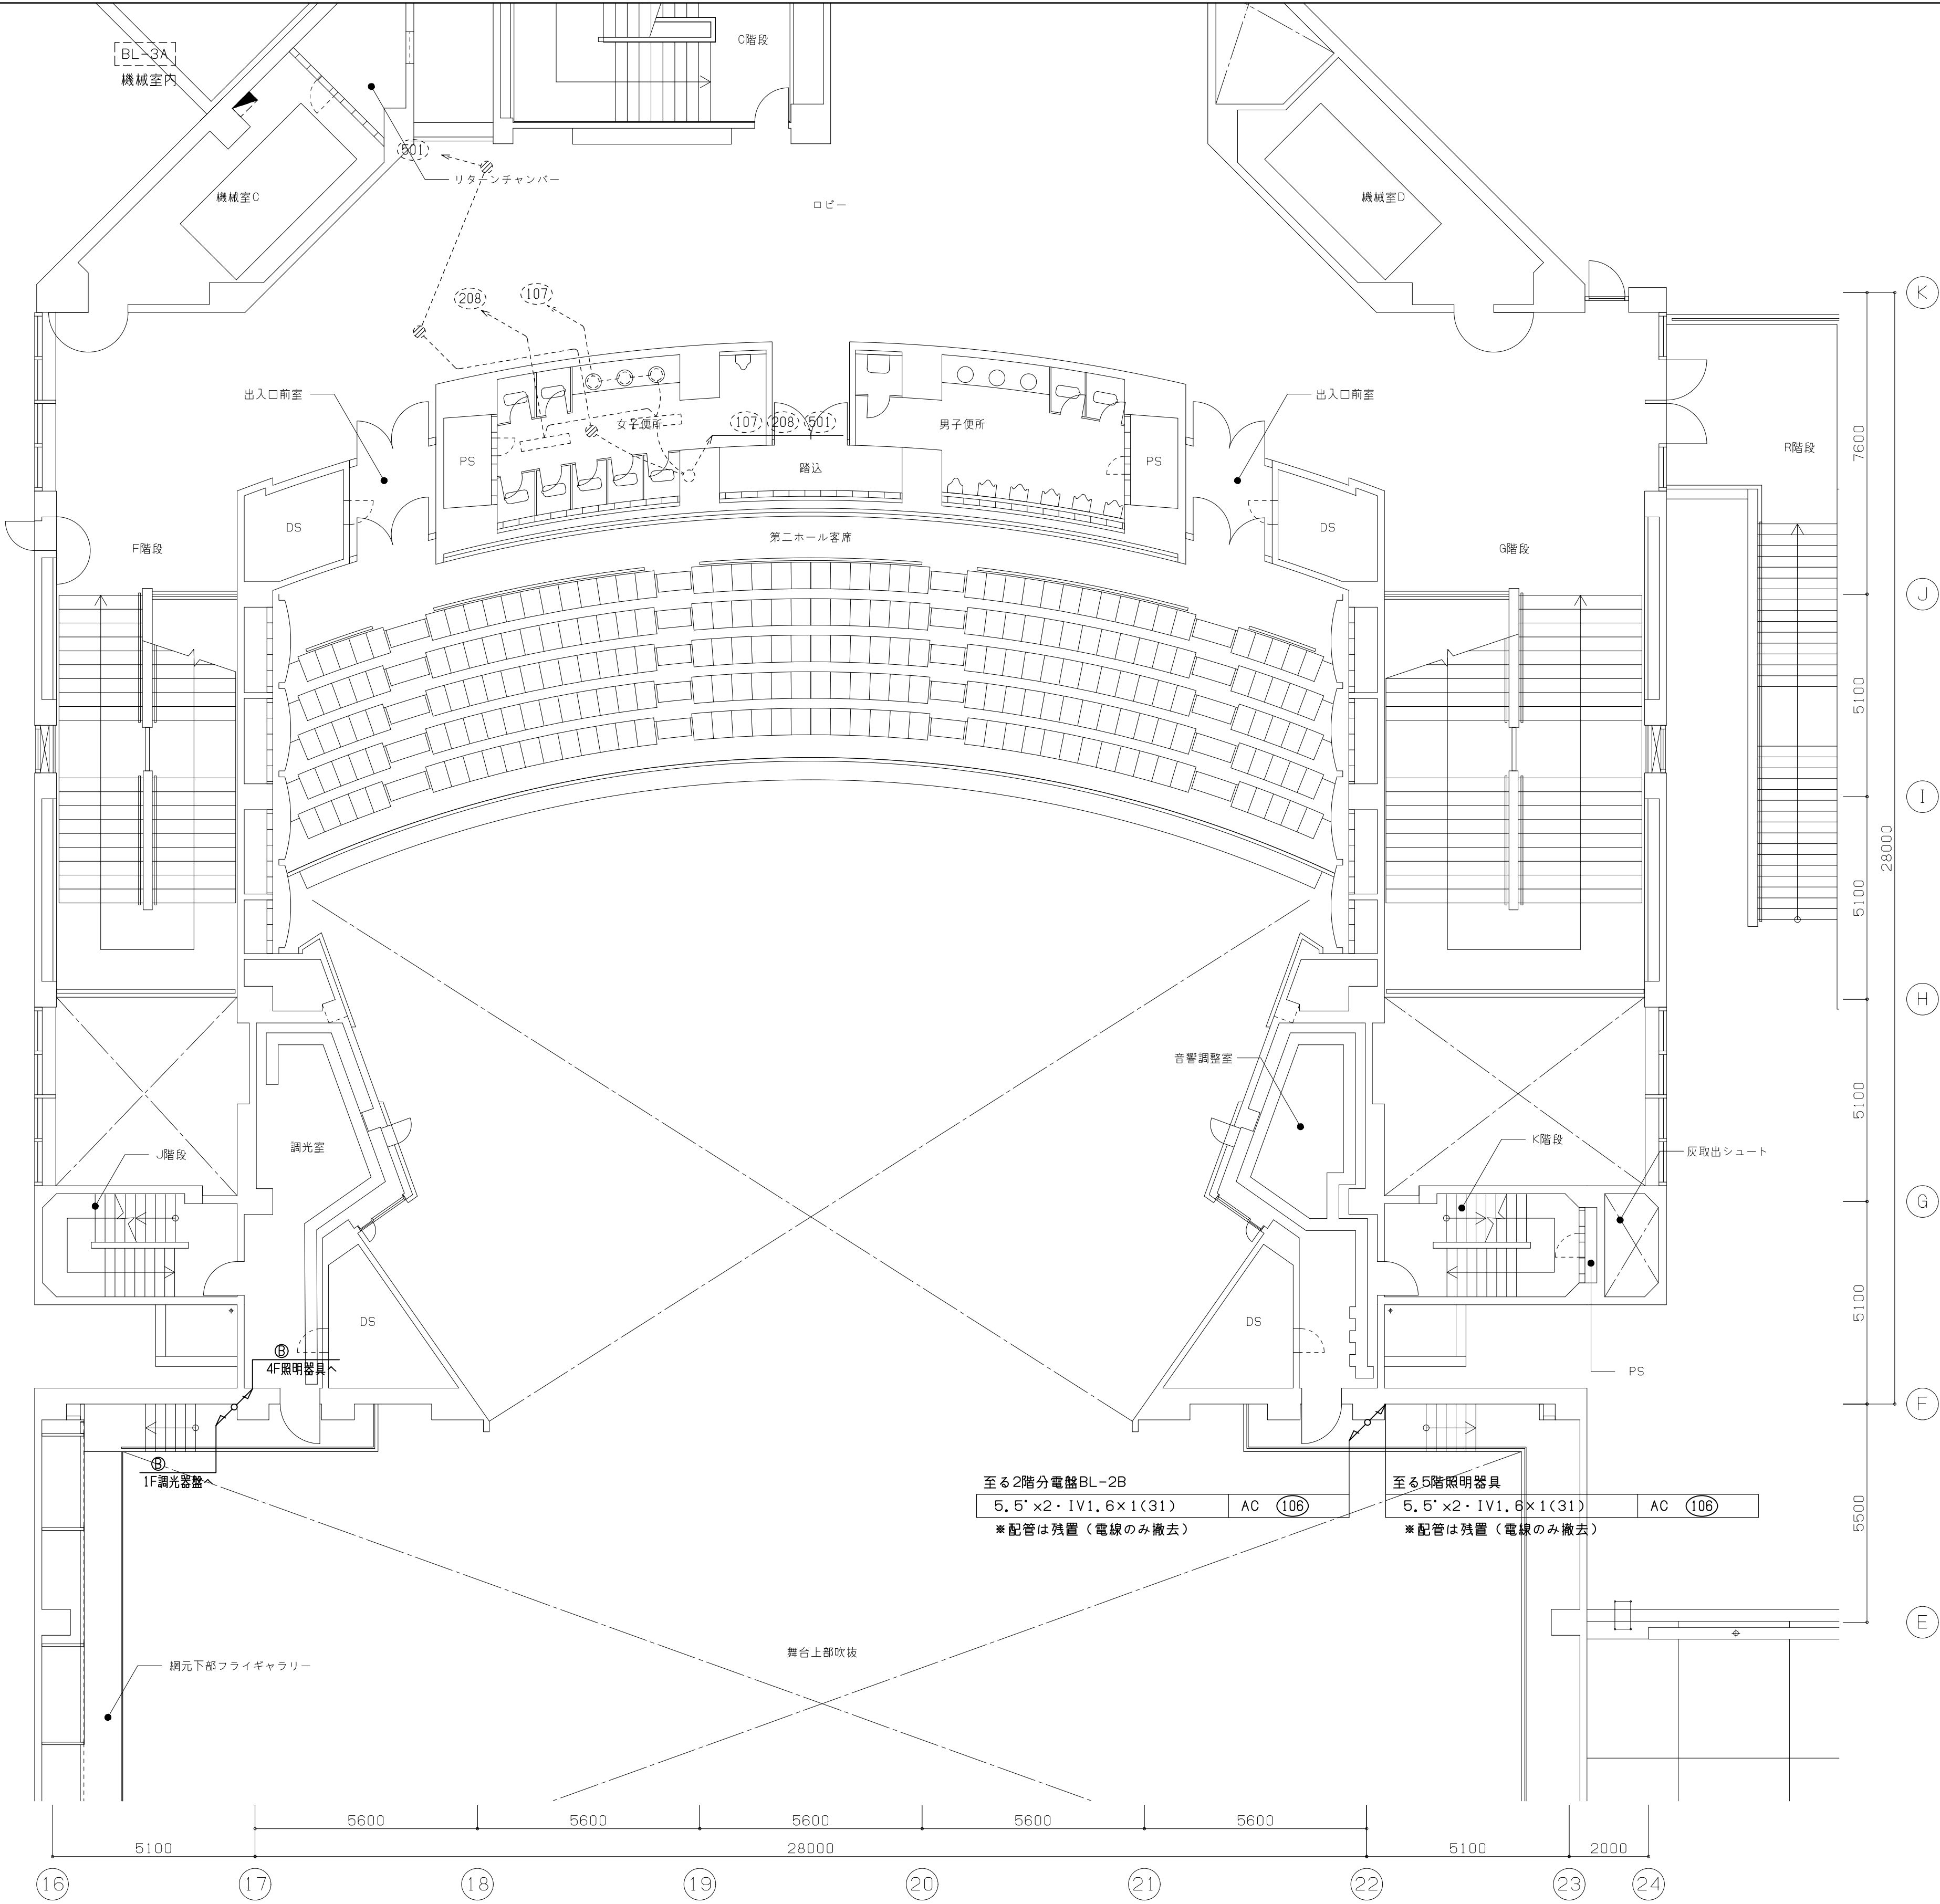 C階段
BL-3A
機械室内
501
リターンチャンバー
機械室C
ロビー
機械室D
K
208
107
出入口前室
出入口前室
女子便所
107 208 501
男子便所
7600
R階段
PS
踏込
PS
DS
DS
第二ホール客席
F階段
G階段
J
5100
I
28000
5100
H
5100
音響調整室
調光室
J階段
K階段
灰取出シュート
G
5100
DS
DS
B
4F照明器具へ
PS
F
B
1F調光器盤へ
至る2階分電盤BL-2B
5.5°x2・IV1.6×1(31) AC 106
※配管は残置（電線のみ撤去）
至る5階照明器具
5.5°x2・IV1.6×1(31) AC 106
※配管は残置（電線のみ撤去）
5500
E
舞台上部吹抜
網元下部フライギャラリー
5600 5600 5600 5600 5600
5100 28000 5100 2000
16 17 18 19 20 21 22 23 24